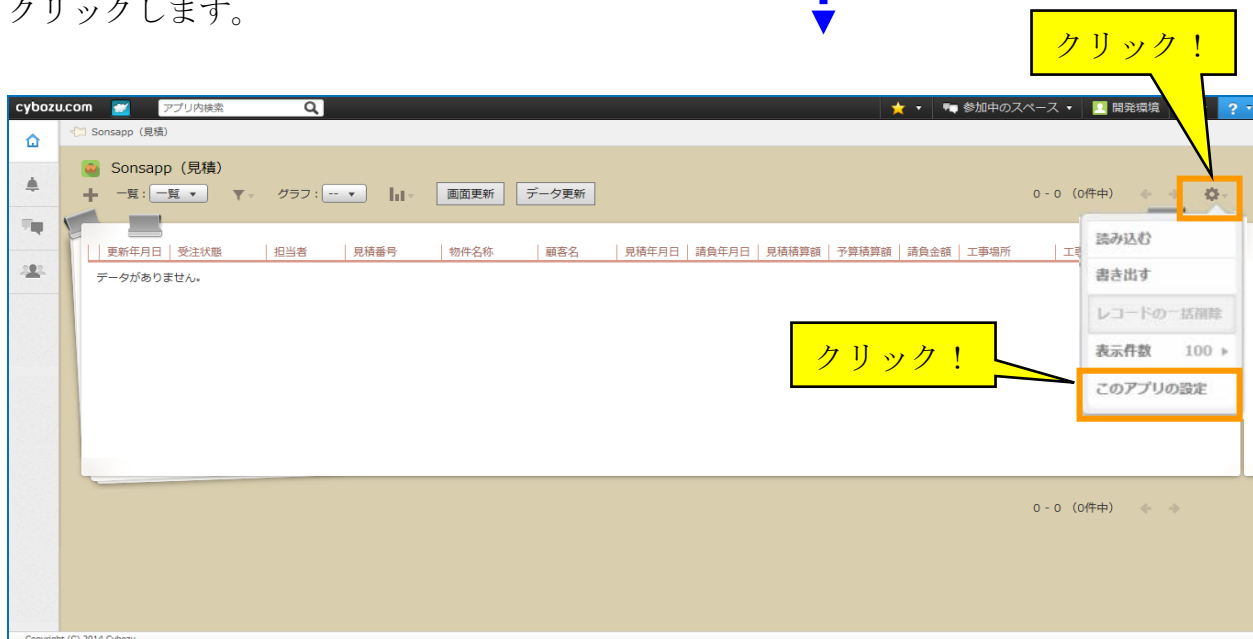 クリックします。
クリック！
cybozu.com アプリ内検索 参加中のスペース 開発環境 ?
Sonsapp（見積）
Sonsapp（見積）
一覧： 一覧 グラフ： -- 画面更新 データ更新 0 - 0 （0件中）
更新年月日 受注状態 担当者 見積番号 物件名称 顧客名 見積年月日 請負年月日 見積積算額 予算積算額 請負金額 工事場所
データがありません。
読み込む
書き出す
レコードの一括削除
表示件数 100
このアプリの設定
クリック！
0 - 0 （0件中）
Copyright (C) 2014 Cybozu